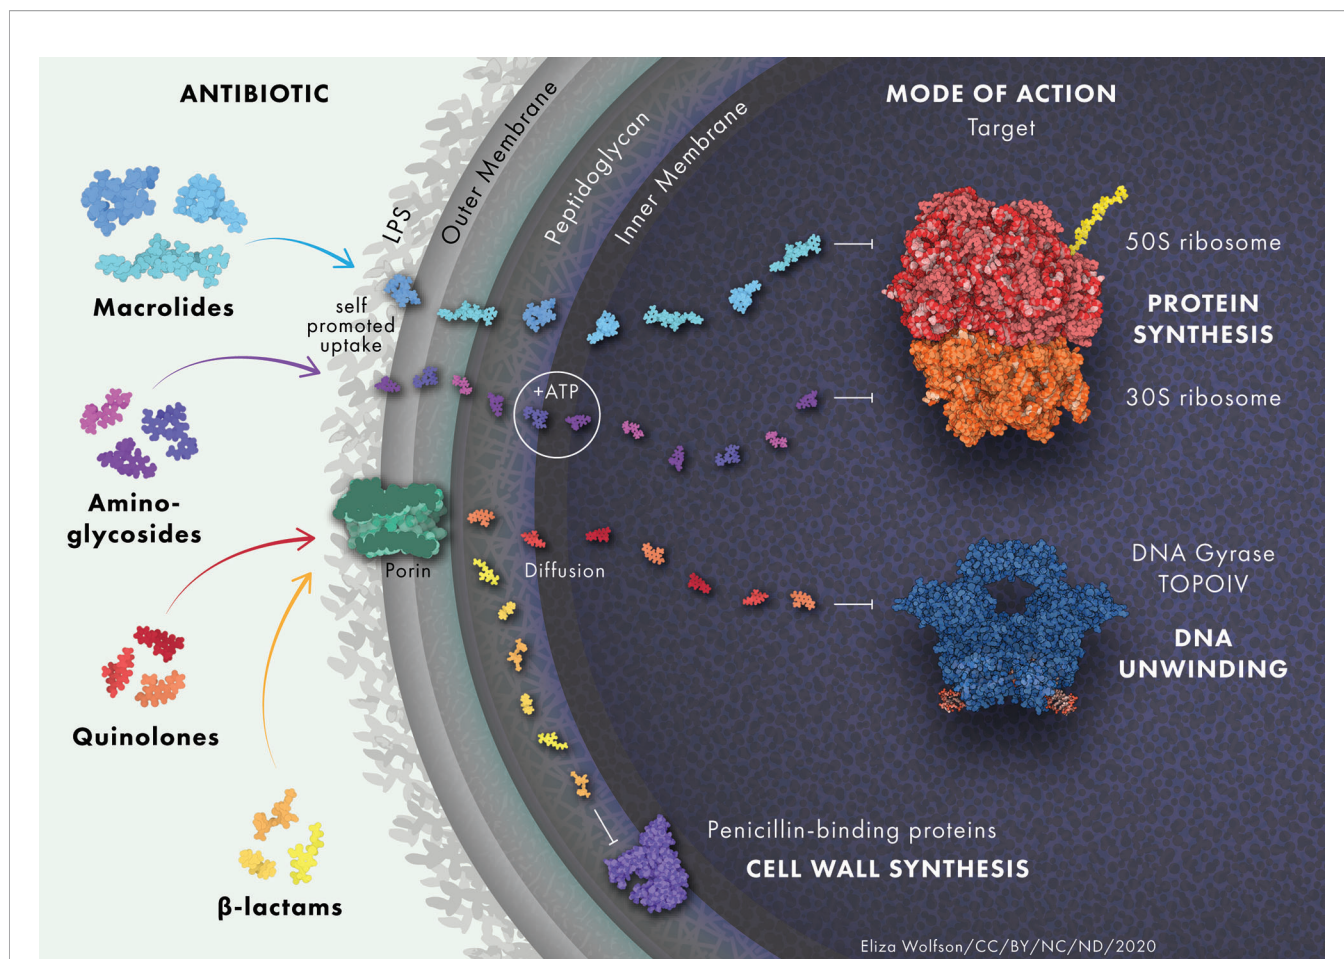 ANTIBIOTIC
MODE OF ACTION
Target
LPS
Outer Membrane
Peptidoglycan
Inner Membrane
Macrolides
self
promoted
uptake
50S ribosome
PROTEIN
SYNTHESIS
+ATP
30S ribosome
Amino-
glycosides
Porin
Diffusion
DNA Gyrase
TOPOIV
DNA
UNWINDING
Quinolones
Penicillin-binding proteins
CELL WALL SYNTHESIS
β-lactams
Eliza Wolfson/CC/BY/NC/ND/2020